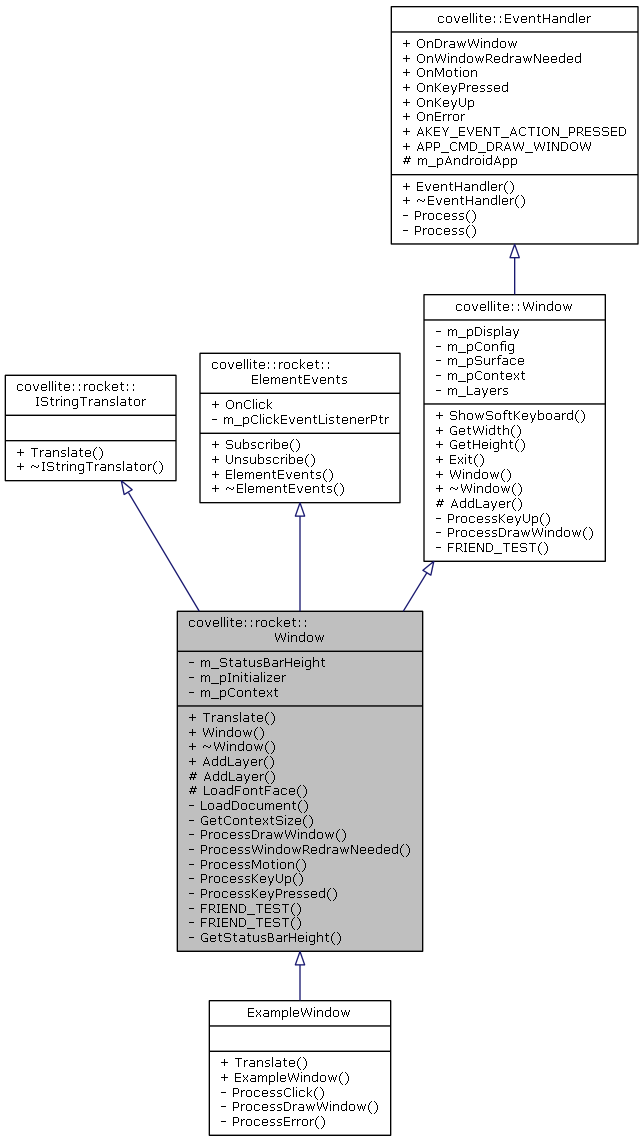 covellite::EventHandler
+ OnDrawWindow
+ OnWindowRedrawNeeded
+ OnMotion
+ OnKeyPressed
+ OnKeyUp
+ OnError
+ AKEY_EVENT_ACTION_PRESSED
+ APP_CMD_DRAW_WINDOW
# m_pAndroidApp
+ EventHandler()
+ ~EventHandler()
- Process()
- Process()
covellite::Window
- m_pDisplay
- m_pConfig
- m_pSurface
- m_pContext
- m_Layers
+ ShowSoftKeyboard()
+ GetWidth()
+ GetHeight()
+ Exit()
+ Window()
+ ~Window()
# AddLayer()
- ProcessKeyUp()
- ProcessDrawWindow()
- FRIEND_TEST()
covellite::rocket::
ElementEvents
+ OnClick
- m_pClickEventListenerPtr
+ Subscribe()
+ Unsubscribe()
+ ElementEvents()
+ ~ElementEvents()
covellite::rocket::
IStringTranslator
+ Translate()
+ ~IStringTranslator()
covellite::rocket::
Window
- m_StatusBarHeight
- m_pInitializer
- m_pContext
+ Translate()
+ Window()
+ ~Window()
+ AddLayer()
# AddLayer()
# LoadFontFace()
- LoadDocument()
- GetContextSize()
- ProcessDrawWindow()
- ProcessWindowRedrawNeeded()
- ProcessMotion()
- ProcessKeyUp()
- ProcessKeyPressed()
- FRIEND_TEST()
- FRIEND_TEST()
- GetStatusBarHeight()
ExampleWindow
+ Translate()
+ ExampleWindow()
- ProcessClick()
- ProcessDrawWindow()
- ProcessError()